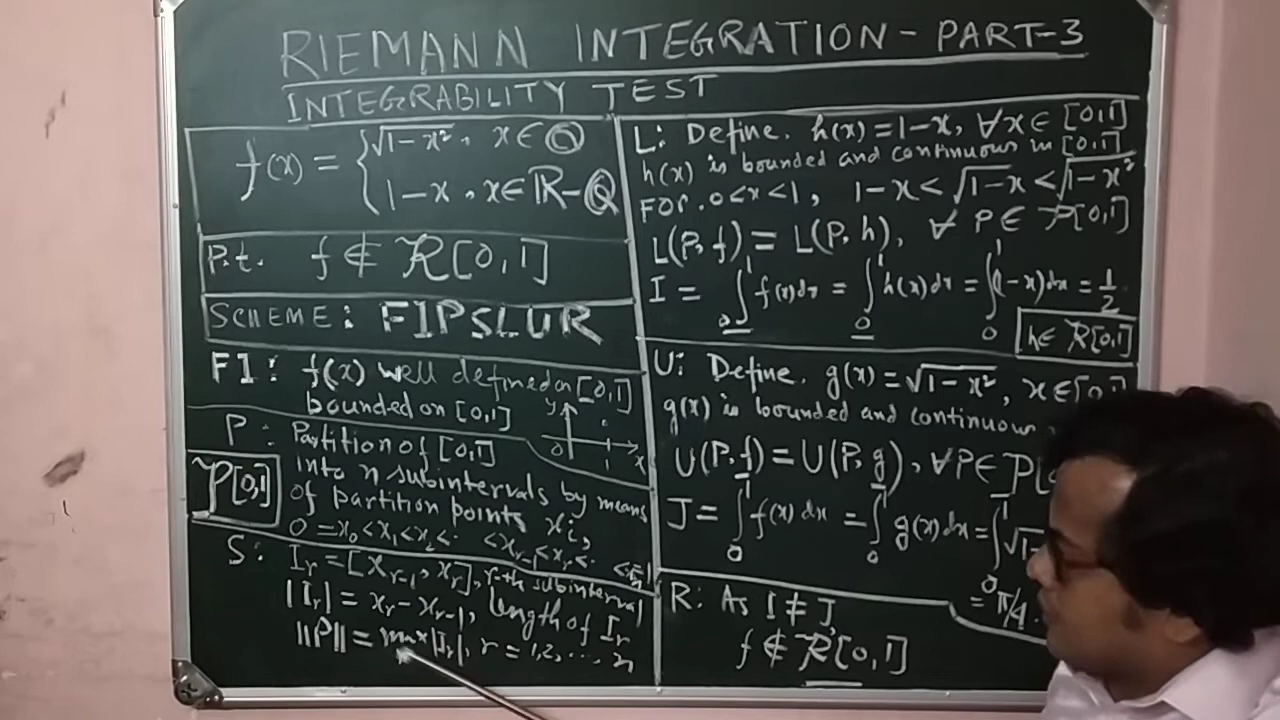 RIEMANN INTEGRATION - PART-3
INTEGRABILITY TEST
f(x) = { √(1-x²), x∈ℚ
1-x, x∈ℝ-ℚ
P.t. f ∉ ℛ[0,1]
SCHEME: FIPSLUR
FI: f(x) well defined on [0,1]
bounded on [0,1]
y
0 1 x
P: Partition of [0,1]
into n subintervals by means
of partition points xi,
𝒫[0,1]
0 = x₀<x₁<x₂<·· <xᵣ₋₁<xᵣ<·
S: Iᵣ = [xᵣ₋₁, xᵣ], r-th subinterval
|Iᵣ| = xᵣ - xᵣ₋₁, length of Iᵣ
||P|| = max |Iᵣ|, r = 1,2, ..., n
L: Define. h(x) = 1-x, ∀x∈ [0,1]
h(x) is bounded and continuous in [0,1]
FOR. 0<x<1, 1-x < √(1-x) < √(1-x²)
L(P,f) = L(P,h), ∀ P∈ 𝒫[0,1]
I = ∫₀¹ f(x)dx = ∫₀¹ h(x)dx = ∫₀¹ (1-x)dx = 1/2
h∈ ℛ[0,1]
U: Define. g(x) = √(1-x²), x∈[0,1]
g(x) is bounded and continuous
U(P,f) = U(P,g), ∀P∈ 𝒫[0
J = ∫₀¹ f(x) dx = ∫₀¹ g(x)dx = ∫₀¹ √1-
= π/4.
R: As I ≠ J,
f ∉ ℛ[0,1]